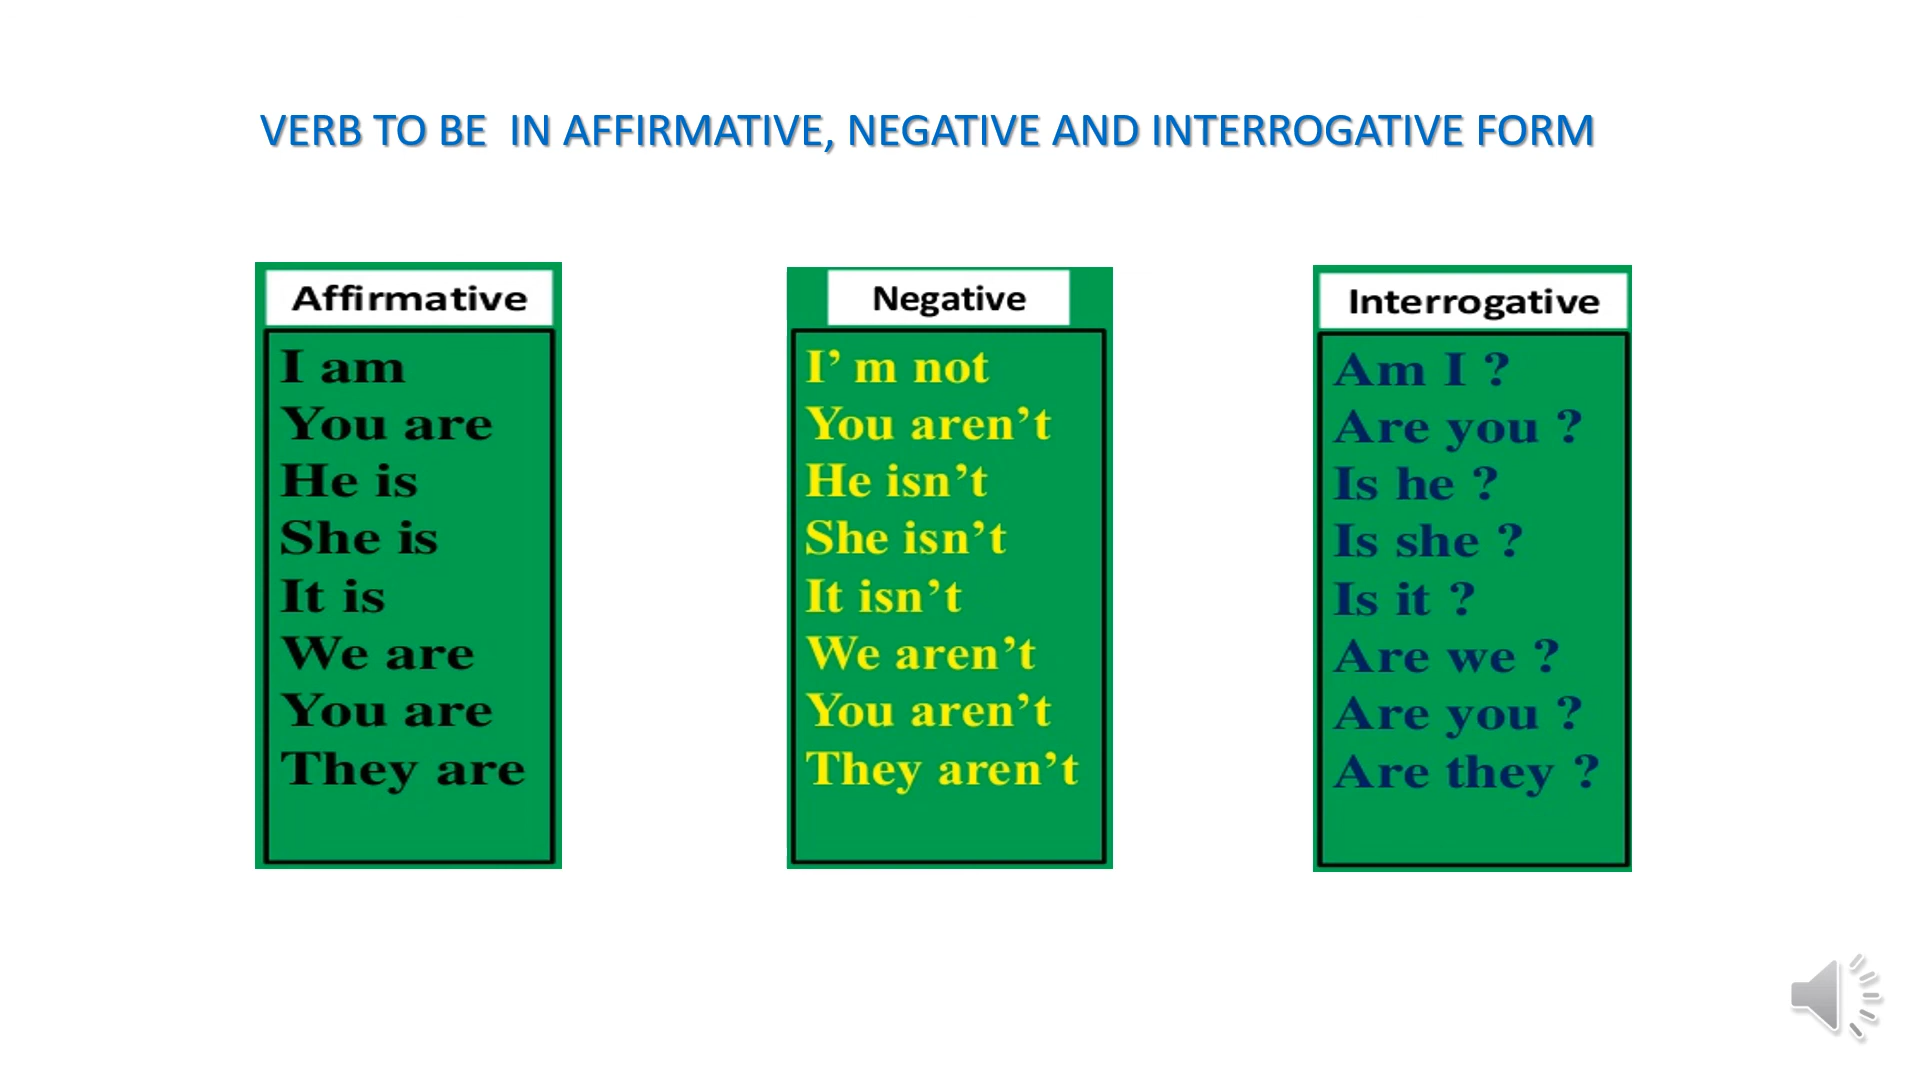 VERB TO BE  IN AFFIRMATIVE, NEGATIVE AND INTERROGATIVE FORM
Affirmative
I am
You are
He is
She is
It is
We are
You are
They are
Negative
I’ m not
You aren’t
He isn’t
She isn’t
It isn’t
We aren’t
You aren’t
They aren’t
Interrogative
Am I ?
Are you ?
Is he ?
Is she ?
Is it ?
Are we ?
Are you ?
Are they ?